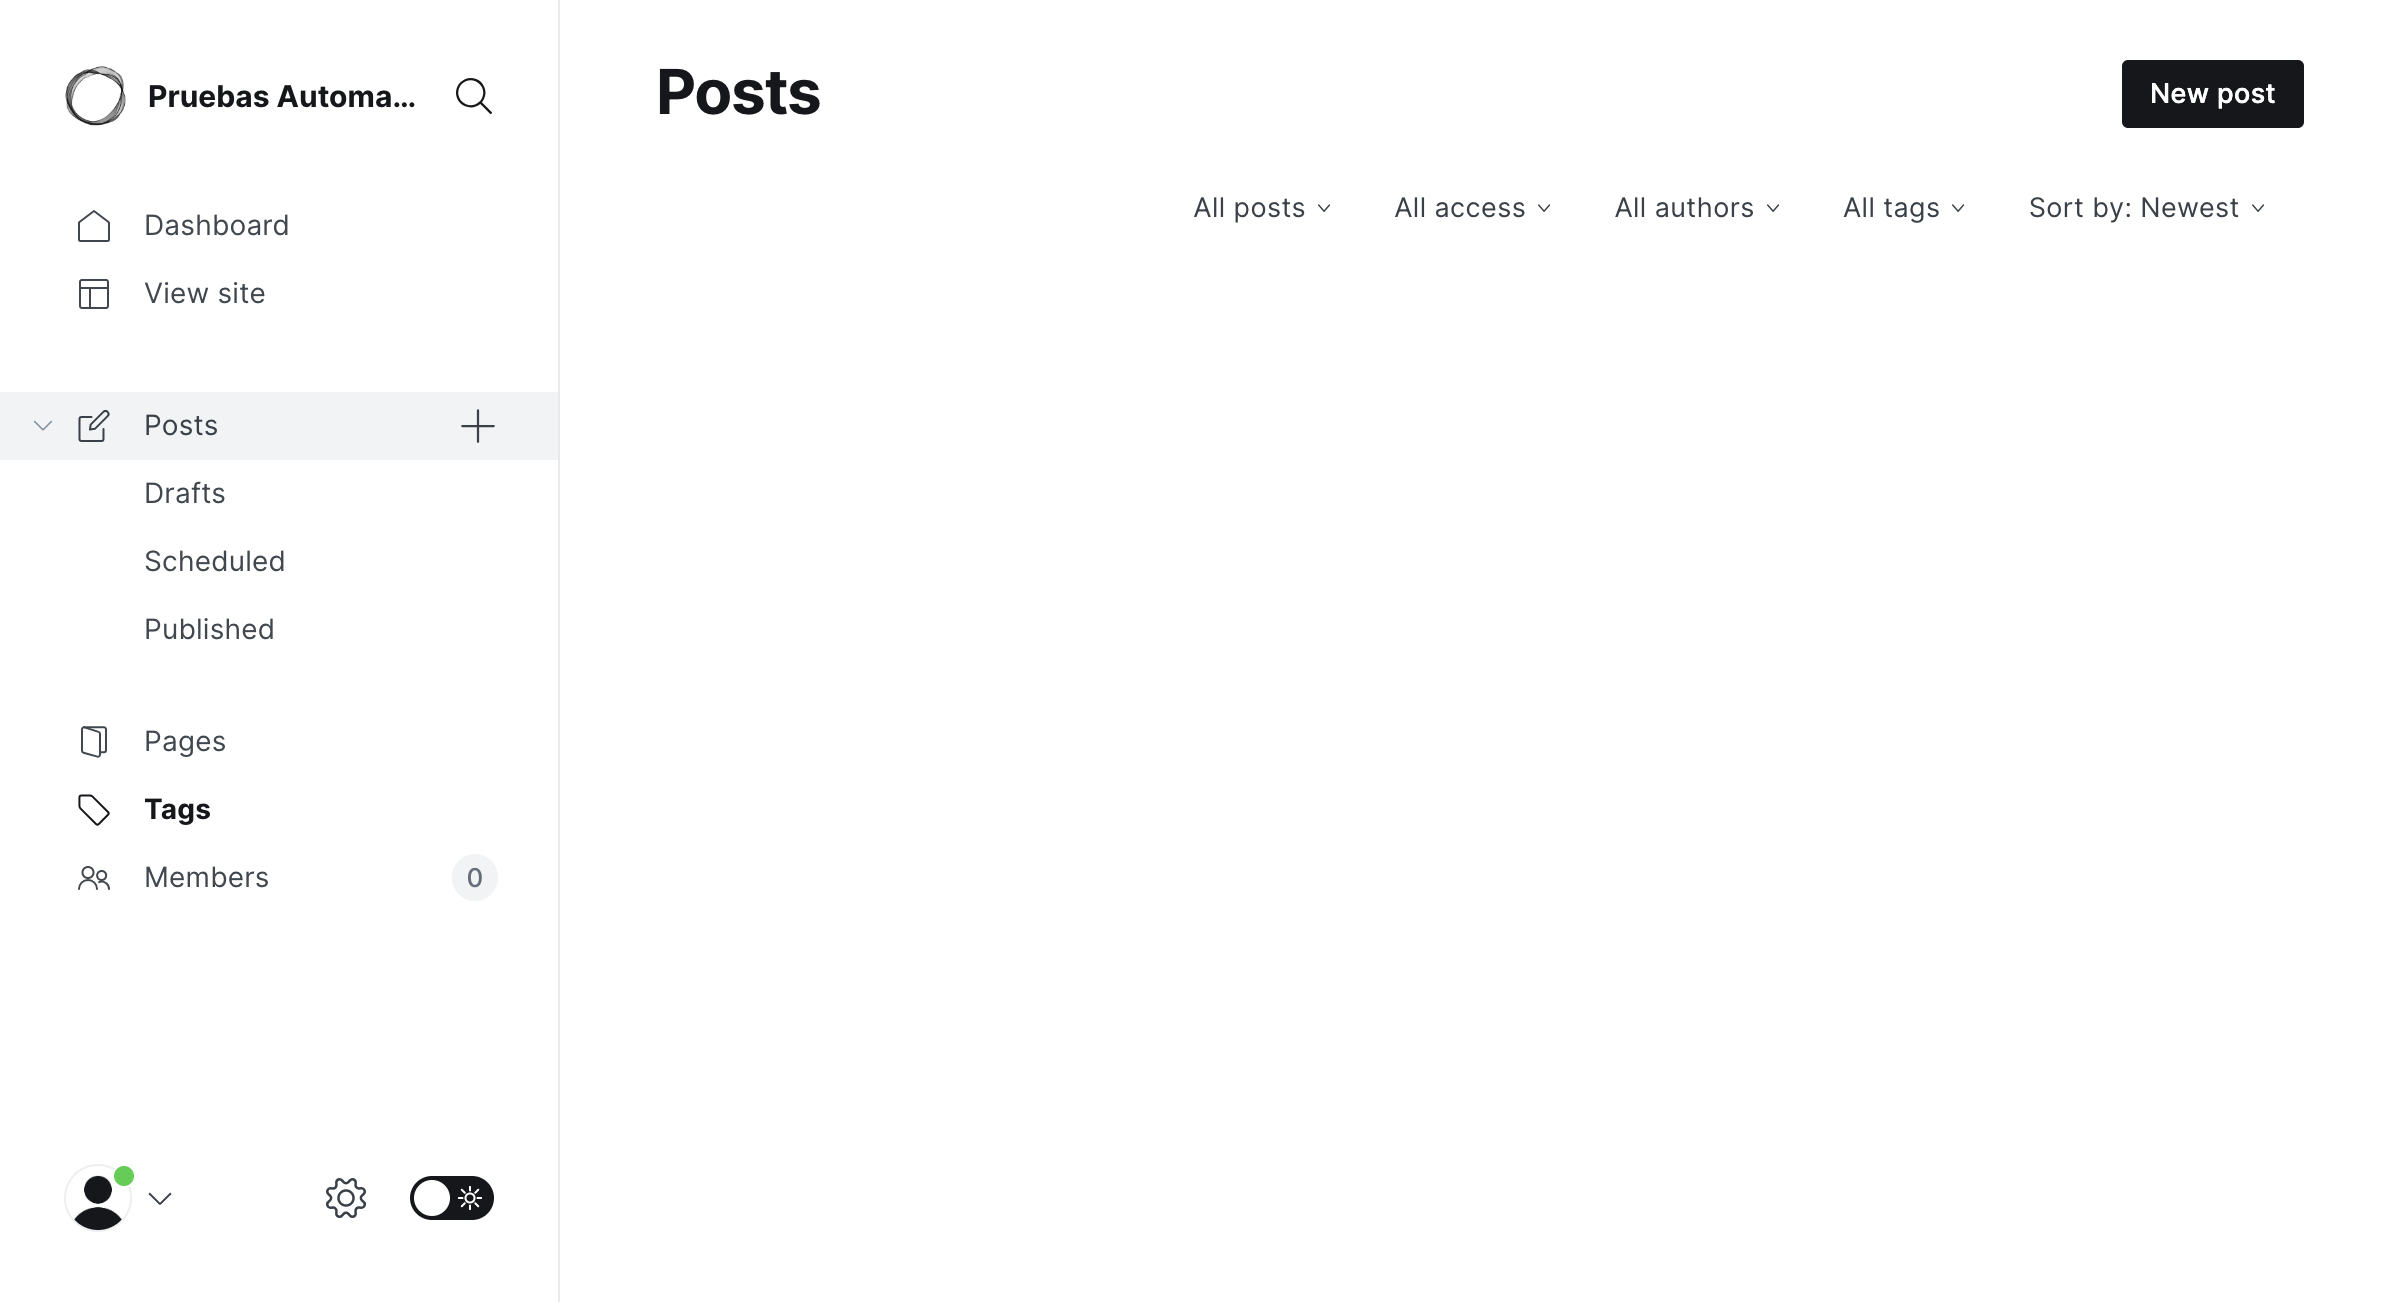 Pruebas Automa...
Dashboard
View site
Posts
Drafts
Scheduled
Published
Pages
Tags
Members 0
Posts
New post
All posts All access All authors All tags Sort by: Newest